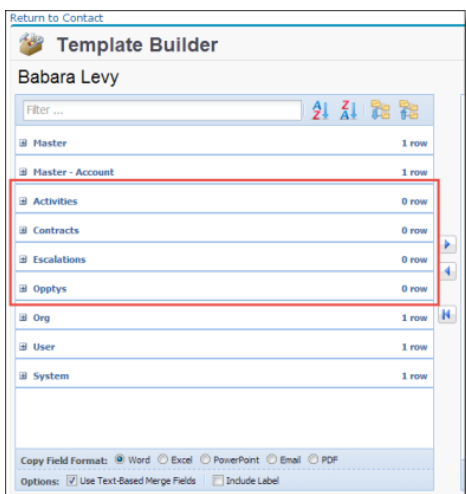 Return to Contact
Template Builder
Babara Levy
Filter ...
Master 1 row
Master - Account 1 row
Activities 0 row
Contracts 0 row
Escalations 0 row
Opptys 0 row
Org 1 row
User 1 row
System 1 row
Copy Field Format: Word Excel PowerPoint Email PDF
Options: Use Text-Based Merge Fields Include Label